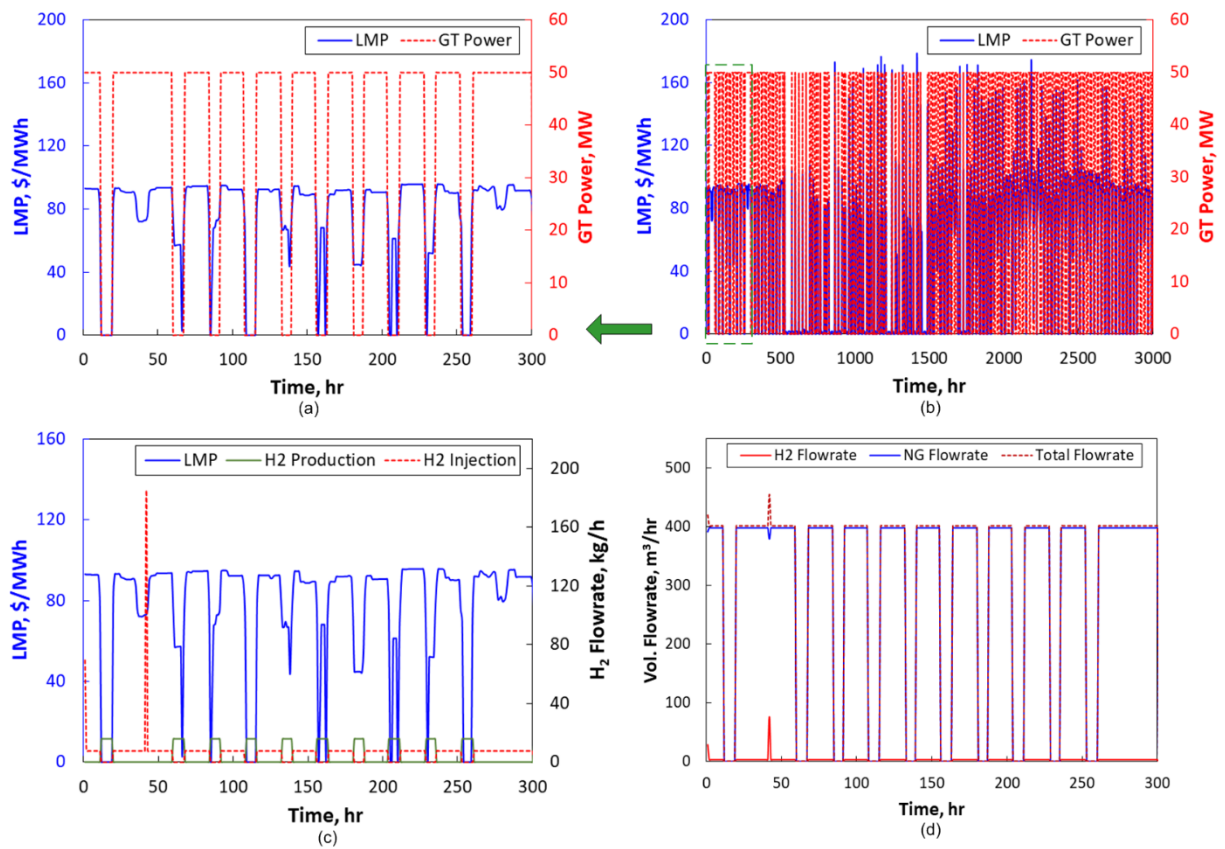 LMP GT Power
200
160
120
80
40
0
LMP, $/MWh
60
50
40
30
20
10
0
GT Power, MW
0 50 100 150 200 250 300
Time, hr
(a)
LMP GT Power
200
160
120
80
40
0
LMP, $/MWh
60
50
40
30
20
10
0
GT Power, MW
0 500 1000 1500 2000 2500 3000
Time, hr
(b)
LMP H2 Production H2 Injection
160
120
80
40
0
LMP, $/MWh
200
160
120
80
40
0
H₂ Flowrate, kg/h
0 50 100 150 200 250 300
Time, hr
(c)
H2 Flowrate NG Flowrate Total Flowrate
500
400
300
200
100
0
Vol. Flowrate, m³/hr
0 50 100 150 200 250 300
Time, hr
(d)